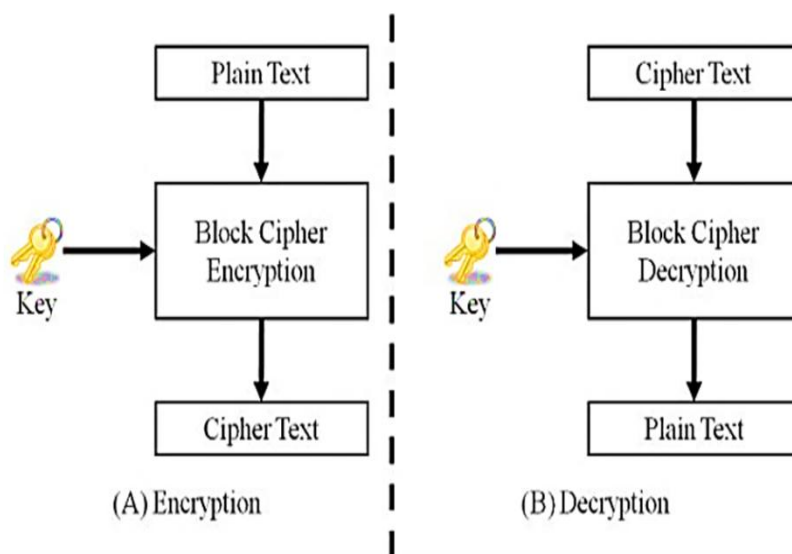 Plain Text
Block Cipher
Encryption
Key
Cipher Text
(A) Encryption
Cipher Text
Block Cipher
Decryption
Key
Plain Text
(B) Decryption